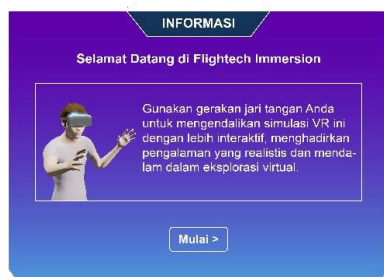 INFORMASI
Selamat Datang di Flightech Immersion
Gunakan gerakan jari tangan Anda
untuk mengendalikan simulasi VR ini
dengan lebih interaktif, menghadirkan
pengalaman yang realistis dan menda-
lam dalam eksplorasi virtual.
Mulai >